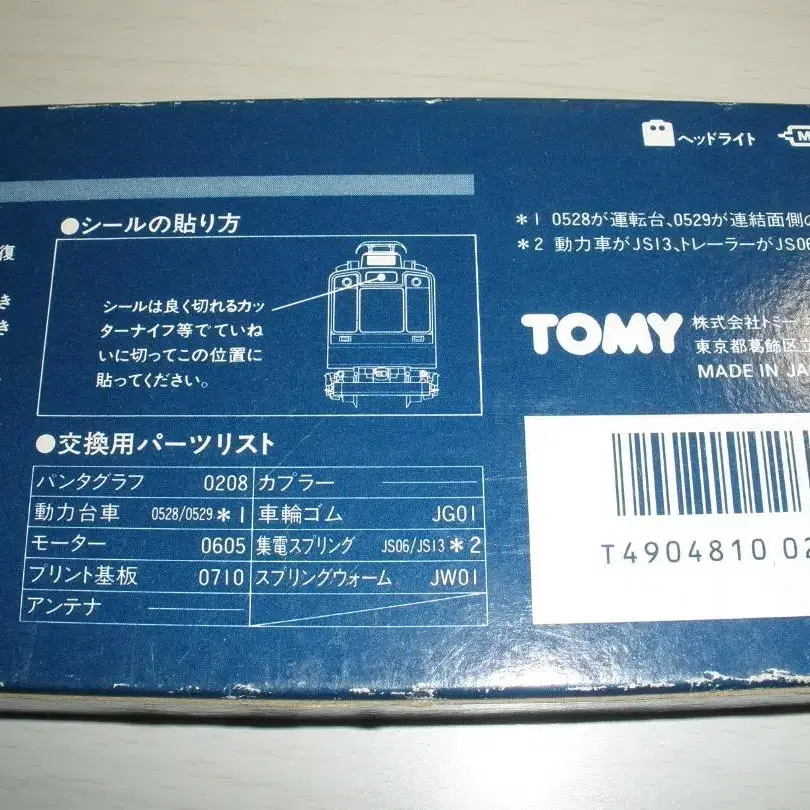 ヘッドライト
M
復
き
き
●シールの貼り方
シールは良く切れるカッ
ターナイフ等でていね
いに切ってこの位置に
貼ってください。
＊1 0528が運転台、0529が連結面側の
＊2 動力車がJS13、トレーラーがJS06
TOMY 株式会社トミー
東京都葛飾区立
MADE IN JA
●交換用パーツリスト
パンタグラフ 0208 カプラー ———
動力台車 0528/0529＊1 車輪ゴム JG01
モーター 0605 集電スプリング JS06/JS13＊2
プリント基板 0710 スプリングウォーム JW01
アンテナ ———
T4904810 02